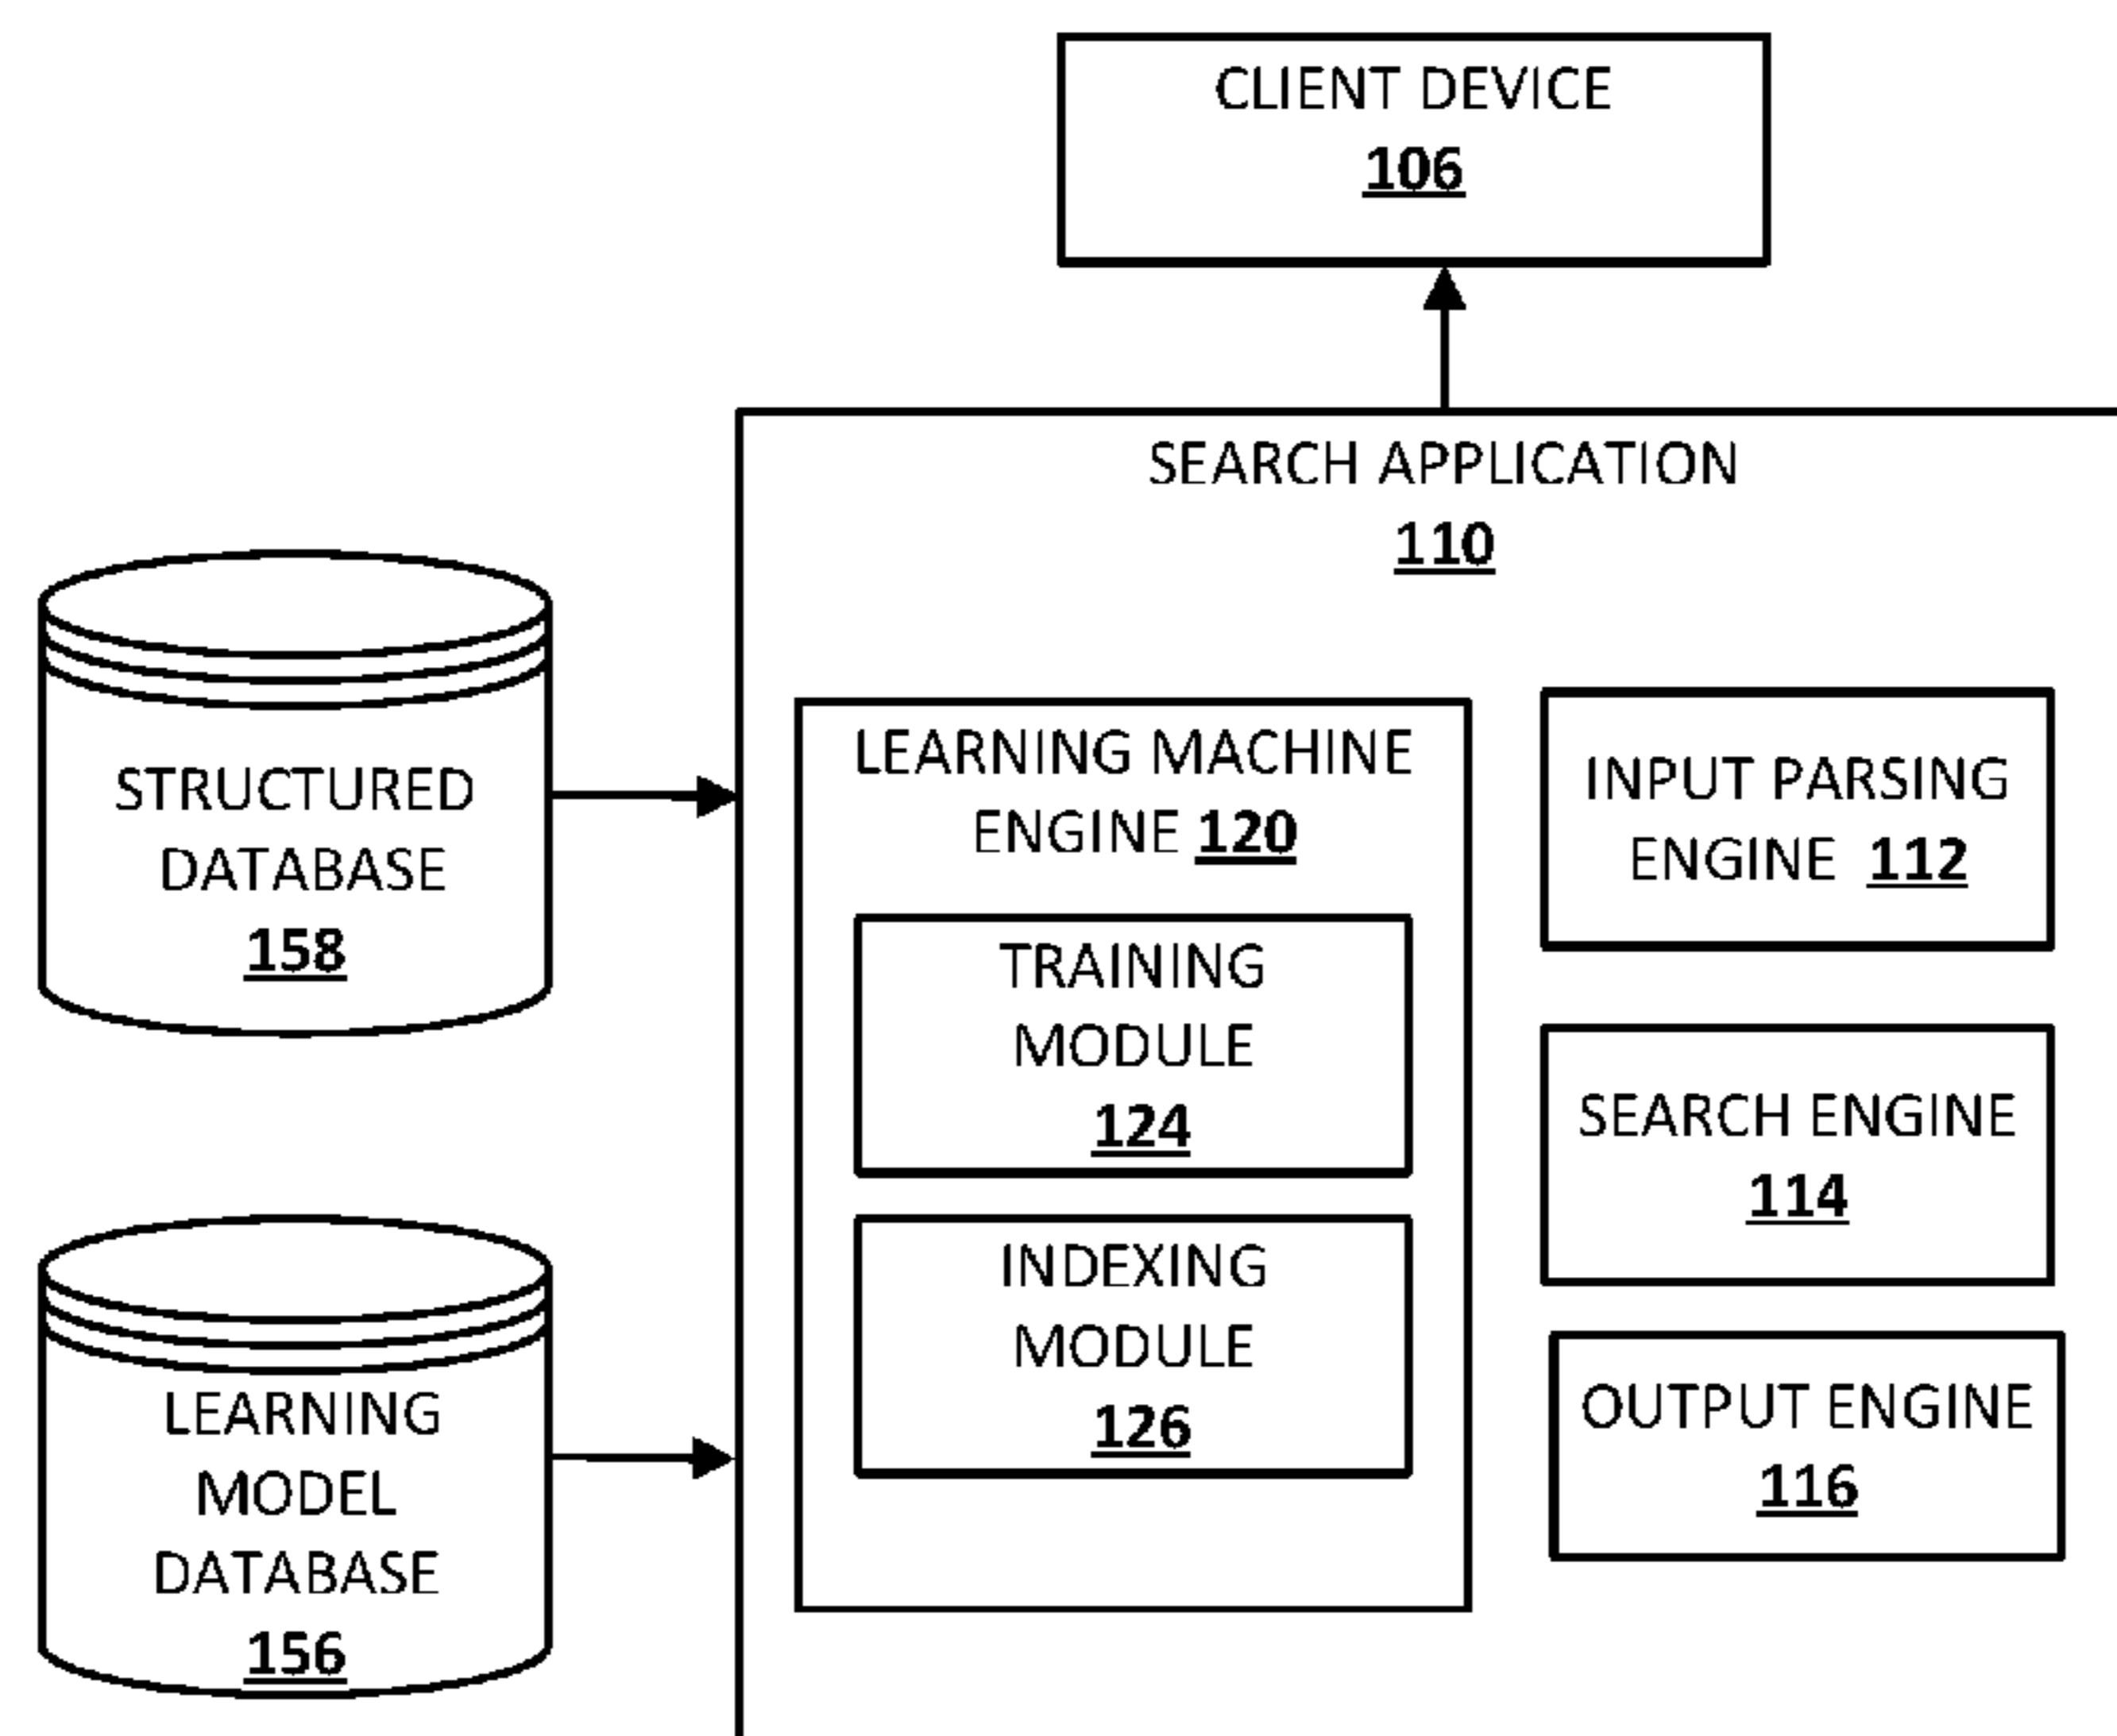 CLIENT DEVICE
106
SEARCH APPLICATION
110
STRUCTURED
DATABASE
158
LEARNING
MODEL
DATABASE
156
LEARNING MACHINE
ENGINE 120
TRAINING
MODULE
124
INDEXING
MODULE
126
INPUT PARSING
ENGINE 112
SEARCH ENGINE
114
OUTPUT ENGINE
116